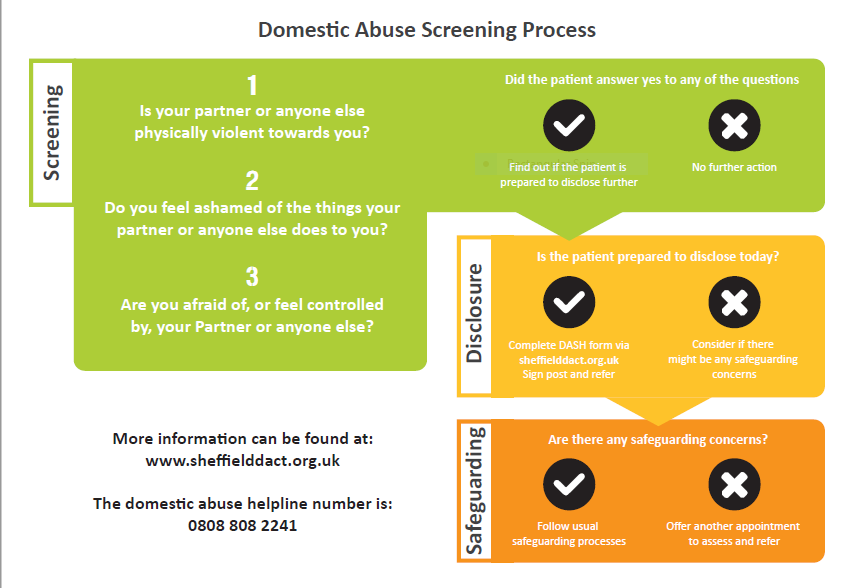 Domestic Abuse Screening Process
Screening
1
Is your partner or anyone else
physically violent towards you?
2
Do you feel ashamed of the things your
partner or anyone else does to you?
3
Are you afraid of, or feel controlled
by, your Partner or anyone else?
Did the patient answer yes to any of the questions
Find out if the patient is
prepared to disclose further
No further action
Disclosure
Is the patient prepared to disclose today?
Complete DASH form via
sheffielddact.org.uk
Sign post and refer
Consider if there
might be any safeguarding
concerns
Safeguarding
Are there any safeguarding concerns?
Follow usual
safeguarding processes
Offer another appointment
to assess and refer
More information can be found at:
www.sheffielddact.org.uk
The domestic abuse helpline number is:
0808 808 2241